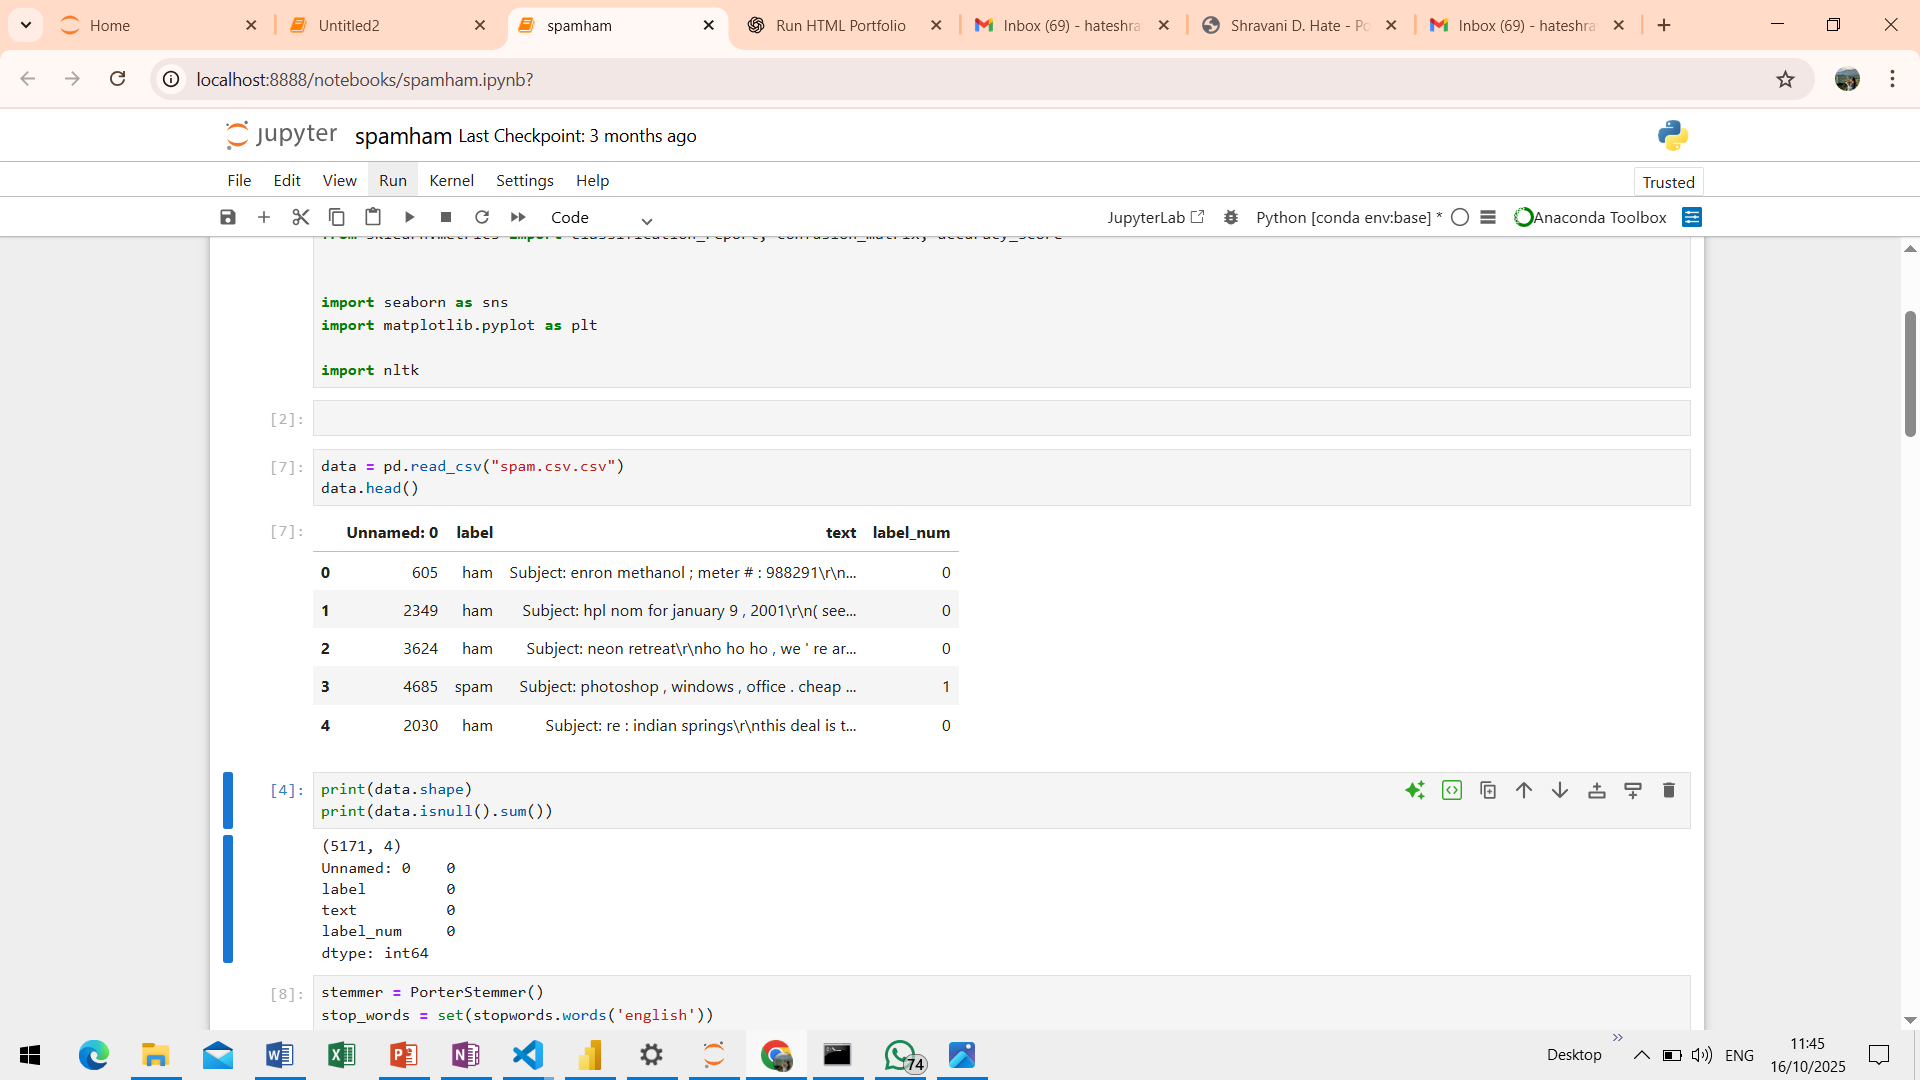 Home
Untitled2
spamham
Run HTML Portfolio
Inbox (69) - hateshra
Shravani D. Hate - Po
Inbox (69) - hateshra
localhost:8888/notebooks/spamham.ipynb?
jupyter spamham Last Checkpoint: 3 months ago
File Edit View Run Kernel Settings Help
Trusted
Code
JupyterLab
Python [conda env:base] *
Anaconda Toolbox
from sklearn.metrics import classification_report, confusion_matrix, accuracy_score
import seaborn as sns
import matplotlib.pyplot as plt
import nltk
[2]:
[7]: data = pd.read_csv("spam.csv.csv")
data.head()
[7]: Unnamed: 0 label text label_num
0 605 ham Subject: enron methanol ; meter # : 988291\r\n... 0
1 2349 ham Subject: hpl nom for january 9 , 2001\r\n( see... 0
2 3624 ham Subject: neon retreat\r\nho ho ho , we ' re ar... 0
3 4685 spam Subject: photoshop , windows , office . cheap ... 1
4 2030 ham Subject: re : indian springs\r\nthis deal is t... 0
[4]: print(data.shape)
print(data.isnull().sum())
(5171, 4)
Unnamed: 0 0
label 0
text 0
label_num 0
dtype: int64
[8]: stemmer = PorterStemmer()
stop_words = set(stopwords.words('english'))
74
Desktop
ENG
11:45
16/10/2025